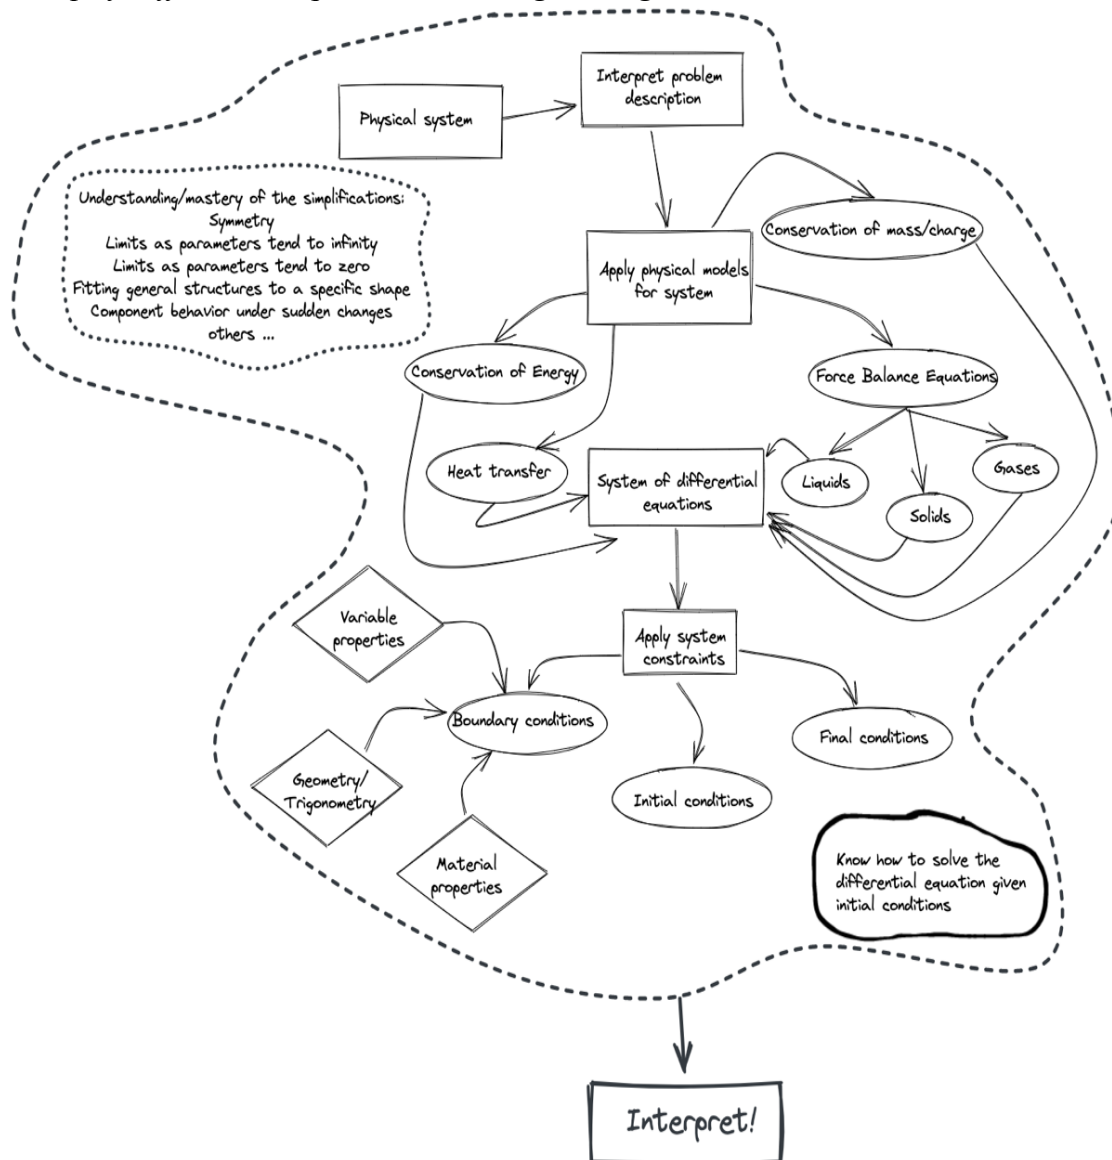 Interpret problem
description
Physical system
Understanding/mastery of the simplifications:
Symmetry
Limits as parameters tend to infinity
Limits as parameters tend to zero
Fitting general structures to a specific shape
Component behavior under sudden changes
others ...
Conservation of mass/charge
Apply physical models
for system
Conservation of Energy
Force Balance Equations
Heat transfer
System of differential
equations
Liquids
Gases
Solids
Variable
properties
Apply system
constraints
Boundary conditions
Final conditions
Geometry/
Trigonometry
Initial conditions
Material
properties
Know how to solve the
differential equation given
initial conditions
Interpret!